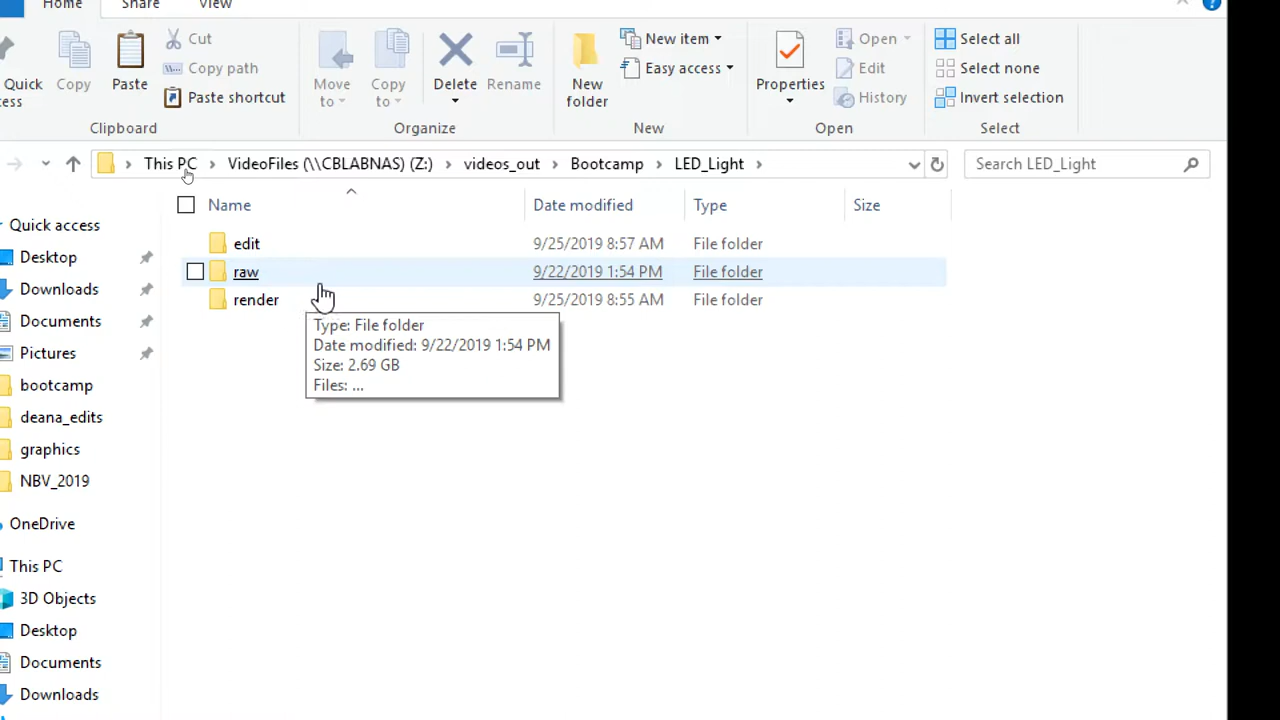 Home Share View
Cut
Copy path
Paste shortcut
Quick
access
Copy
Paste
Clipboard
Move
to
Copy
to
Delete
Rename
Organize
New
folder
New item
Easy access
New
Properties
Open
Edit
History
Open
Select all
Select none
Invert selection
Select
This PC > VideoFiles (\\CBLABNAS) (Z:) > videos_out > Bootcamp > LED_Light >
Search LED_Light
Name Date modified Type Size
edit 9/25/2019 8:57 AM File folder
raw 9/22/2019 1:54 PM File folder
render 9/25/2019 8:55 AM File folder
Type: File folder
Date modified: 9/22/2019 1:54 PM
Size: 2.69 GB
Files: ...
Quick access
Desktop
Downloads
Documents
Pictures
bootcamp
deana_edits
graphics
NBV_2019
OneDrive
This PC
3D Objects
Desktop
Documents
Downloads